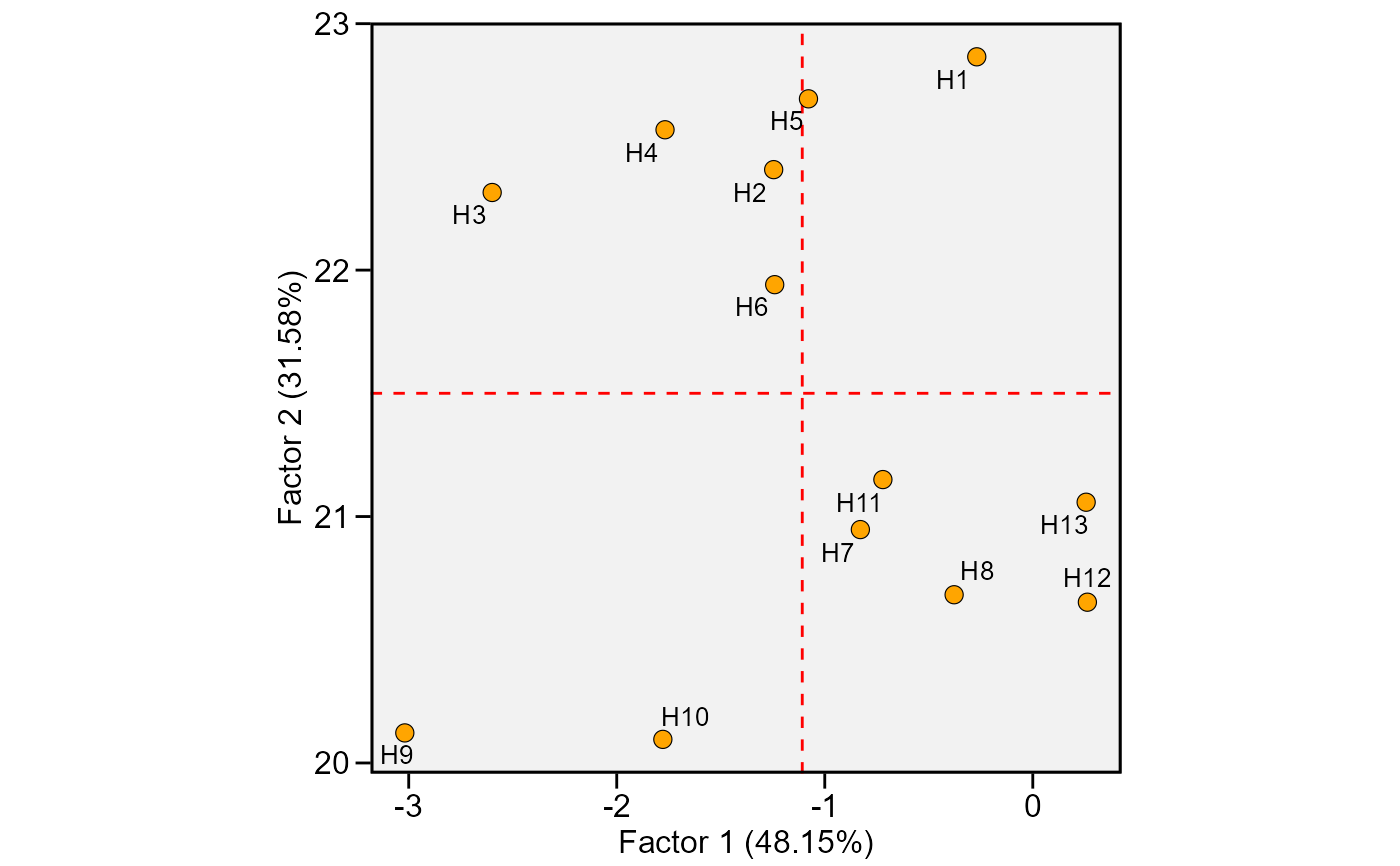 23
H1
H5
H4
H2
H3
22
H6
Factor 2 (31.58%)
H11
21
H13
H7
H8
H12
H10
H9
20
-3
-2
-1
0
Factor 1 (48.15%)